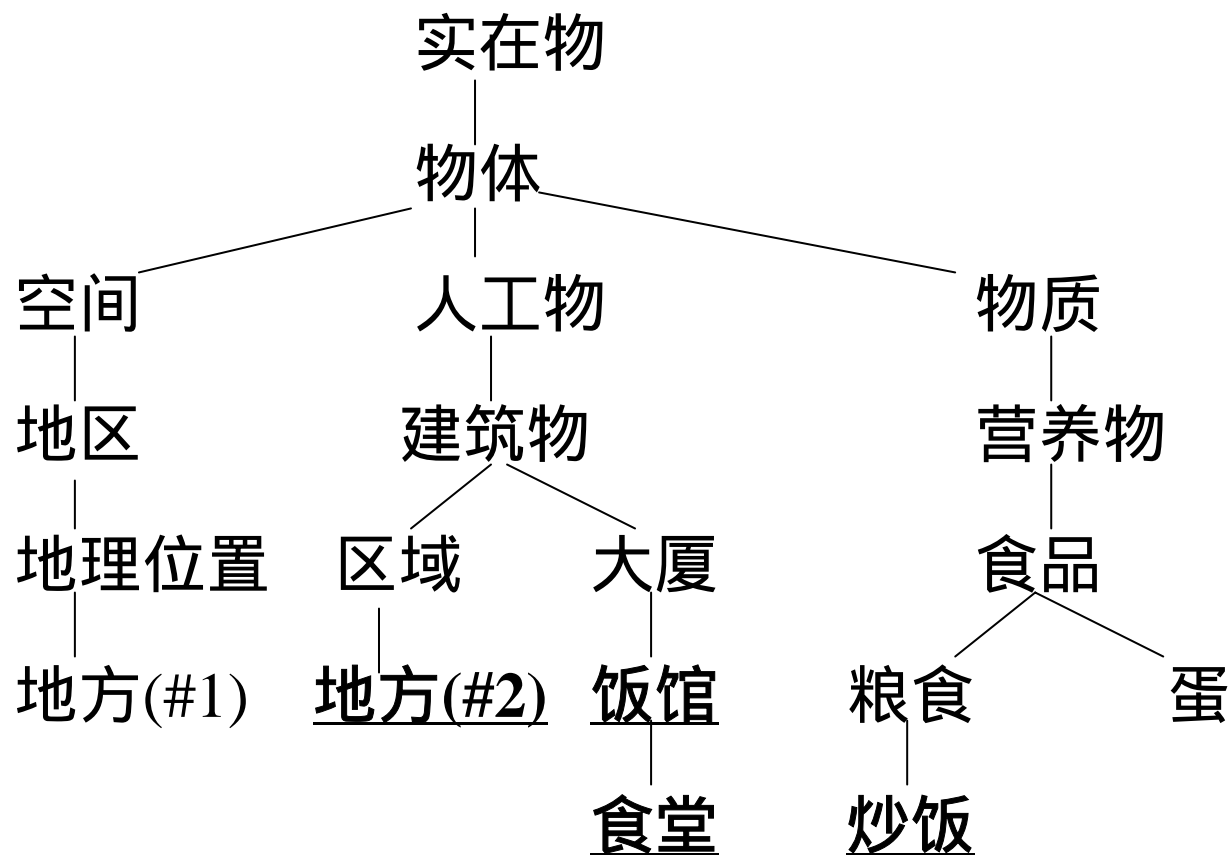 实在物
物体
空间 人工物 物质
地区 建筑物 营养物
地理位置 区域 大厦 食品
地方(#1) 地方(#2) 饭馆 粮食 蛋
食堂 炒饭